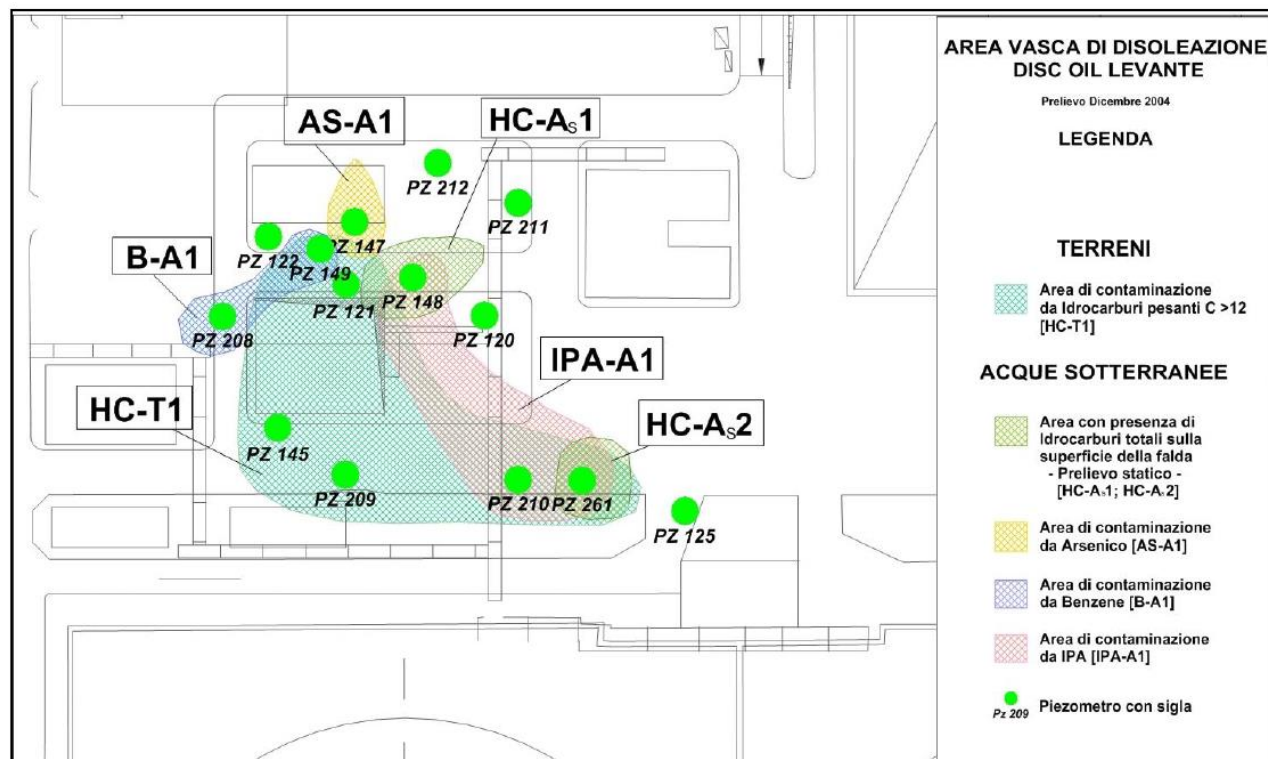 AREA VASCA DI DISOLEAZIONE
DISC OIL LEVANTE
Prelievo Dicembre 2004
LEGENDA
TERRENI
Area di contaminazione
da Idrocarburi pesanti C >12
[HC-T1]
ACQUE SOTTERRANEE
Area con presenza di
Idrocarburi totali sulla
superficie della falda
- Prelievo statico -
[HC-As1; HC-As2]
Area di contaminazione
da Arsenico [AS-A1]
Area di contaminazione
da Benzene [B-A1]
Area di contaminazione
da IPA [IPA-A1]
Pz 209 Piezometro con sigla
AS-A1
HC-AS1
PZ 212
PZ 211
PZ 147
PZ 122
PZ 149
B-A1
PZ 121
PZ 148
PZ 208
PZ 120
IPA-A1
HC-T1
HC-AS2
PZ 145
PZ 209
PZ 210
PZ 261
PZ 125